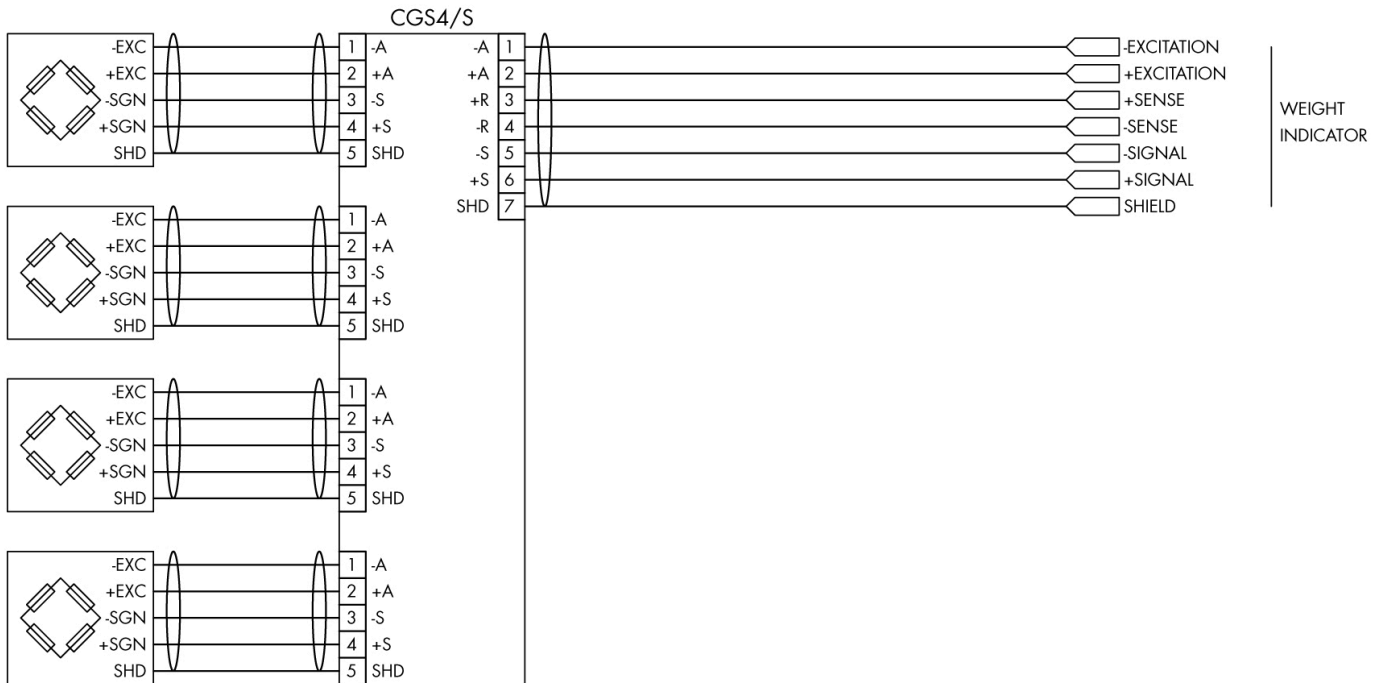 CGS4/S
-EXC 1 -A
+EXC 2 +A
-SGN 3 -S
+SGN 4 +S
SHD 5 SHD
-EXC 1 -A
+EXC 2 +A
-SGN 3 -S
+SGN 4 +S
SHD 5 SHD
-EXC 1 -A
+EXC 2 +A
-SGN 3 -S
+SGN 4 +S
SHD 5 SHD
-EXC 1 -A
+EXC 2 +A
-SGN 3 -S
+SGN 4 +S
SHD 5 SHD
-A 1 -EXCITATION
+A 2 +EXCITATION
+R 3 +SENSE
-R 4 -SENSE
-S 5 -SIGNAL
+S 6 +SIGNAL
SHD 7 SHIELD
WEIGHT
INDICATOR